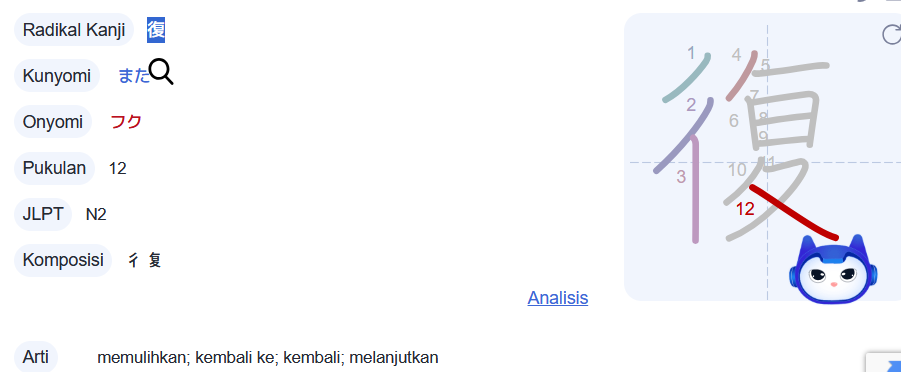 Radikal Kanji 復
Kunyomi また
Onyomi フク
Pukulan 12
JLPT N2
Komposisi 彳 复
Analisis
Arti memulihkan; kembali ke; kembali; melanjutkan
1
4
5
2
7
6
8
9
3
10
12